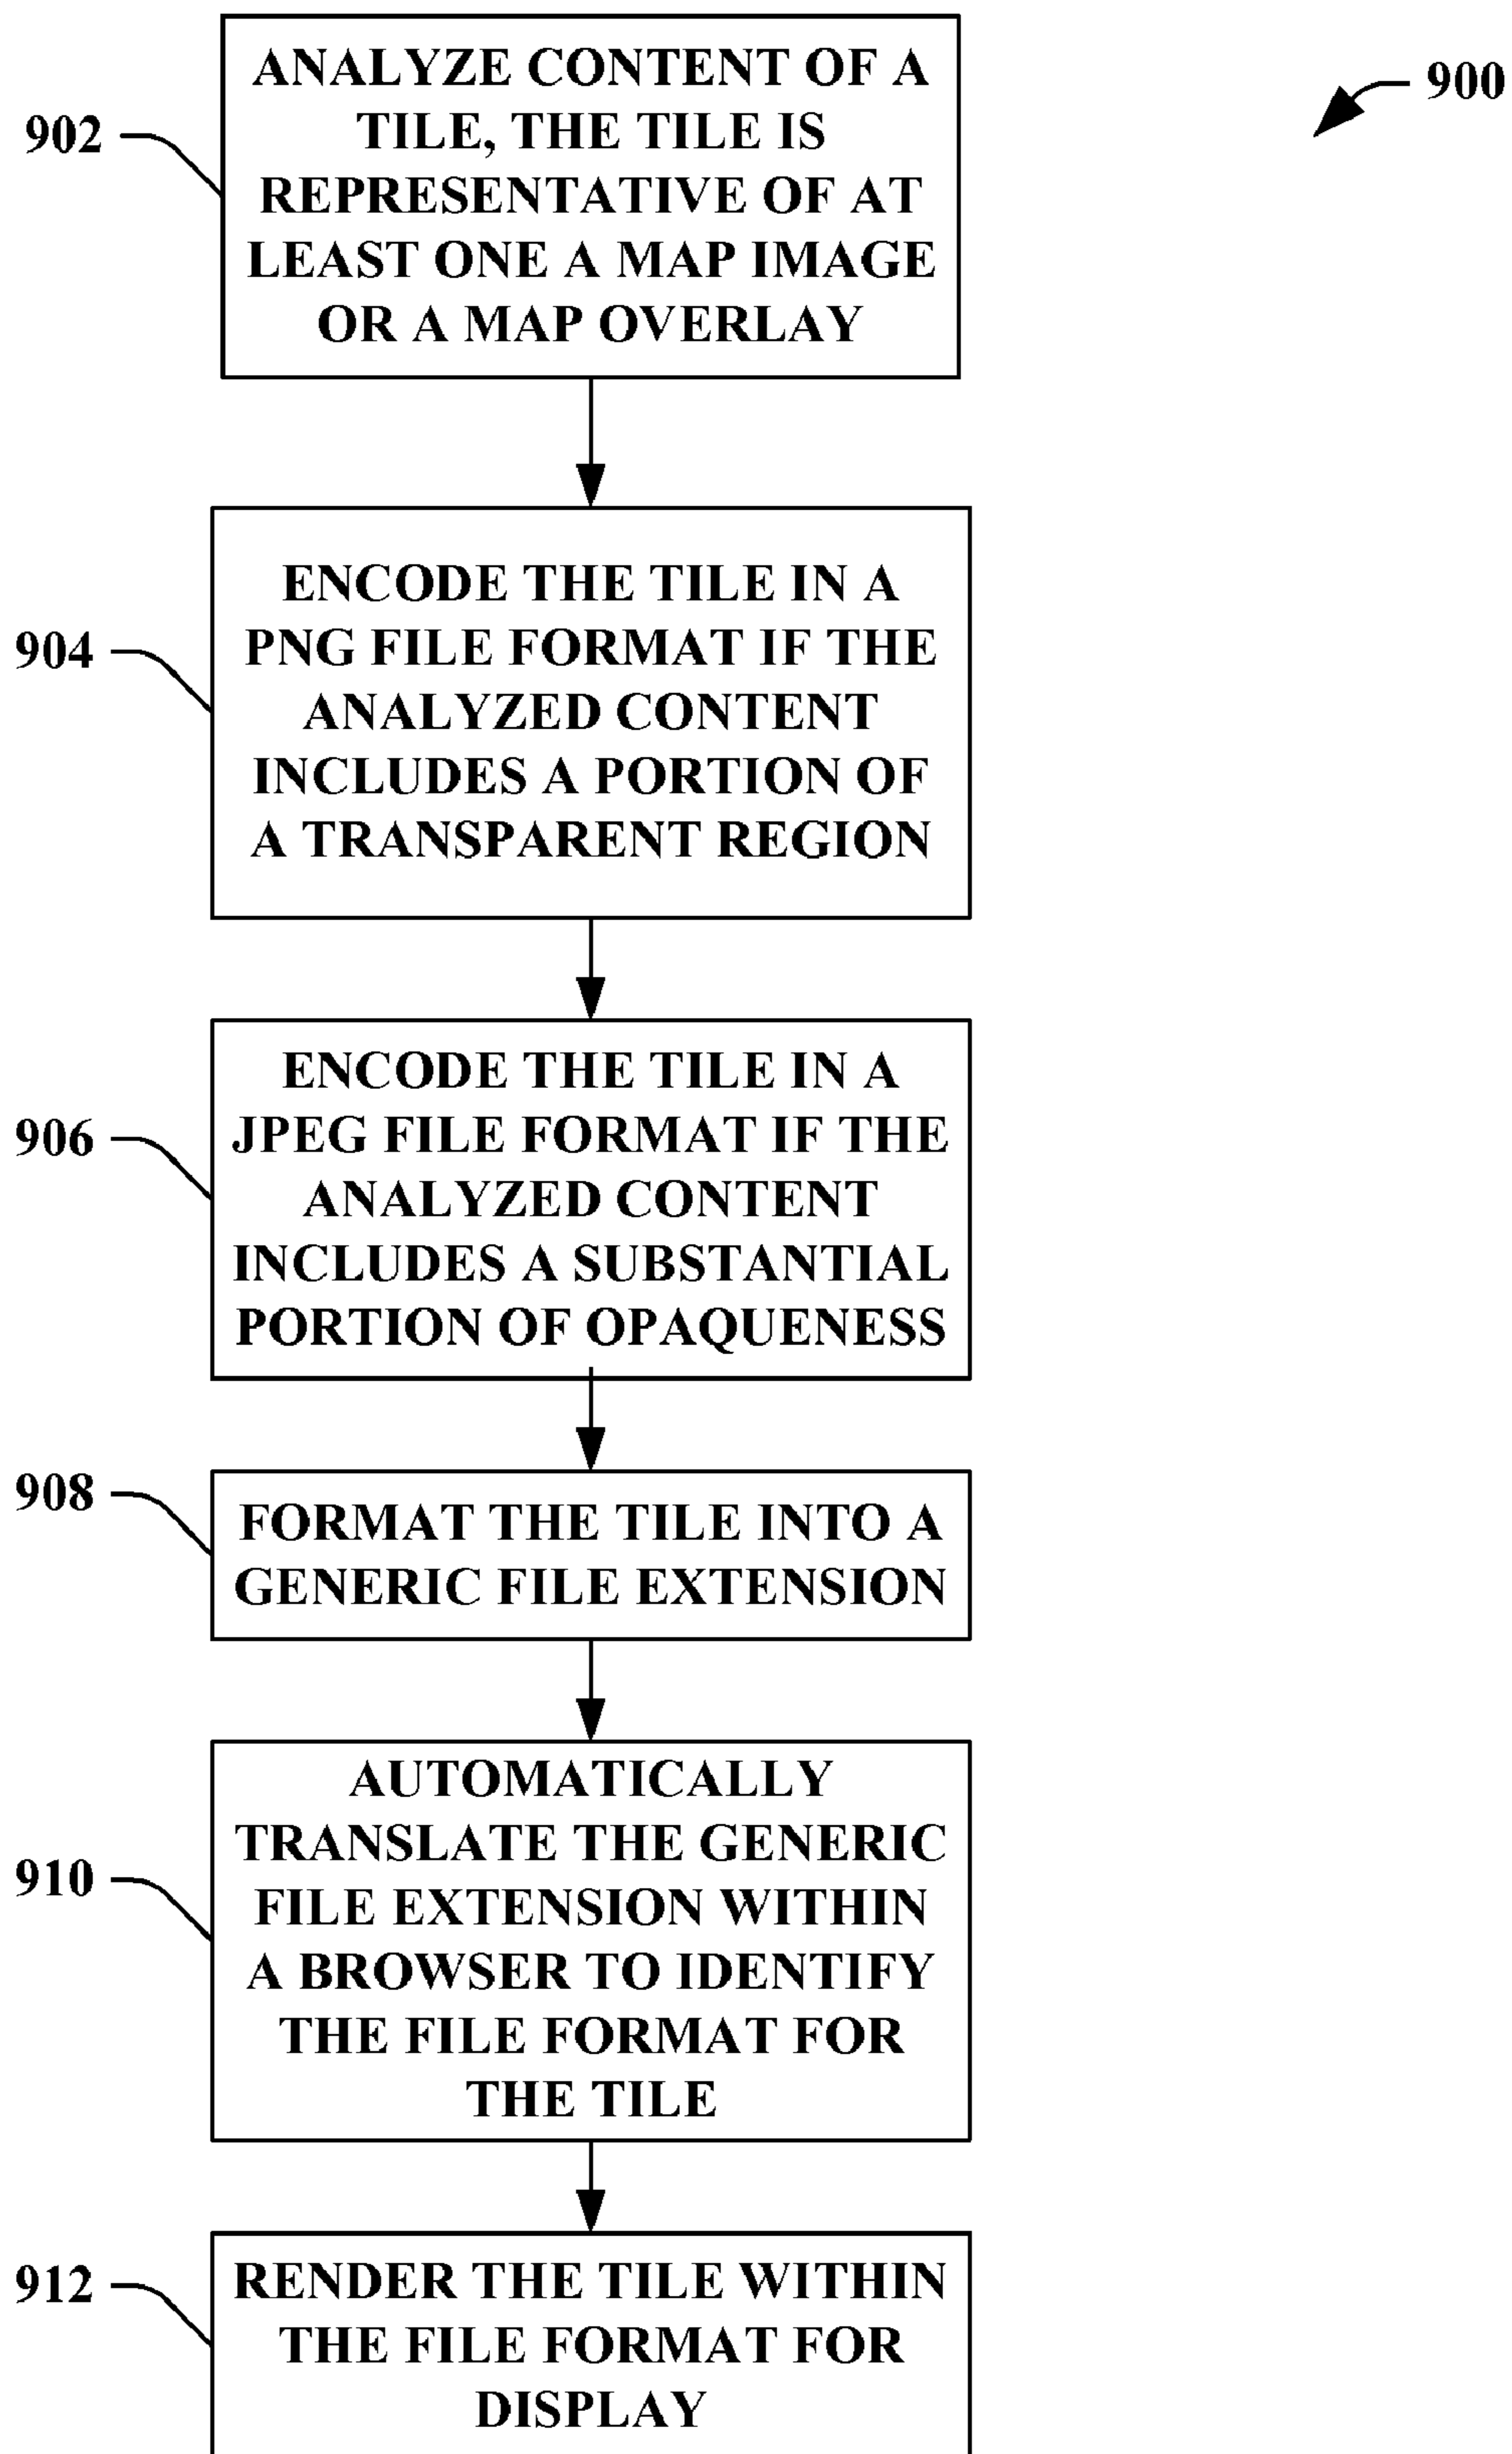 900
902
ANALYZE CONTENT OF A
TILE, THE TILE IS
REPRESENTATIVE OF AT
LEAST ONE A MAP IMAGE
OR A MAP OVERLAY
904
ENCODE THE TILE IN A
PNG FILE FORMAT IF THE
ANALYZED CONTENT
INCLUDES A PORTION OF
A TRANSPARENT REGION
906
ENCODE THE TILE IN A
JPEG FILE FORMAT IF THE
ANALYZED CONTENT
INCLUDES A SUBSTANTIAL
PORTION OF OPAQUENESS
908
FORMAT THE TILE INTO A
GENERIC FILE EXTENSION
910
AUTOMATICALLY
TRANSLATE THE GENERIC
FILE EXTENSION WITHIN
A BROWSER TO IDENTIFY
THE FILE FORMAT FOR
THE TILE
912
RENDER THE TILE WITHIN
THE FILE FORMAT FOR
DISPLAY